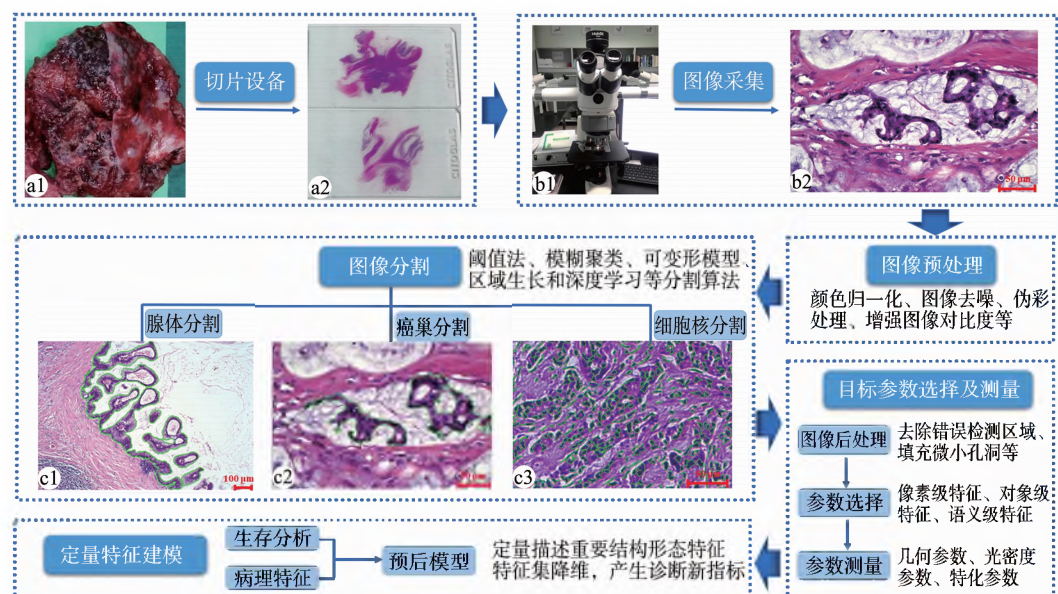 切片设备
a1
a2
图像采集
b1
b2
50 μm
图像预处理
颜色归一化、图像去噪、伪彩
处理、增强图像对比度等
图像分割
阈值法、模糊聚类、可变形模型、
区域生长和深度学习等分割算法
腺体分割
癌巢分割
细胞核分割
c1
100 μm
c2
c3
目标参数选择及测量
图像后处理
去除错误检测区域、
填充微小孔洞等
参数选择
像素级特征、对象级
特征、语义级特征
参数测量
几何参数、光密度
参数、特化参数
定量特征建模
生存分析
病理特征
预后模型
定量描述重要结构形态特征
特征集降维，产生诊断新指标